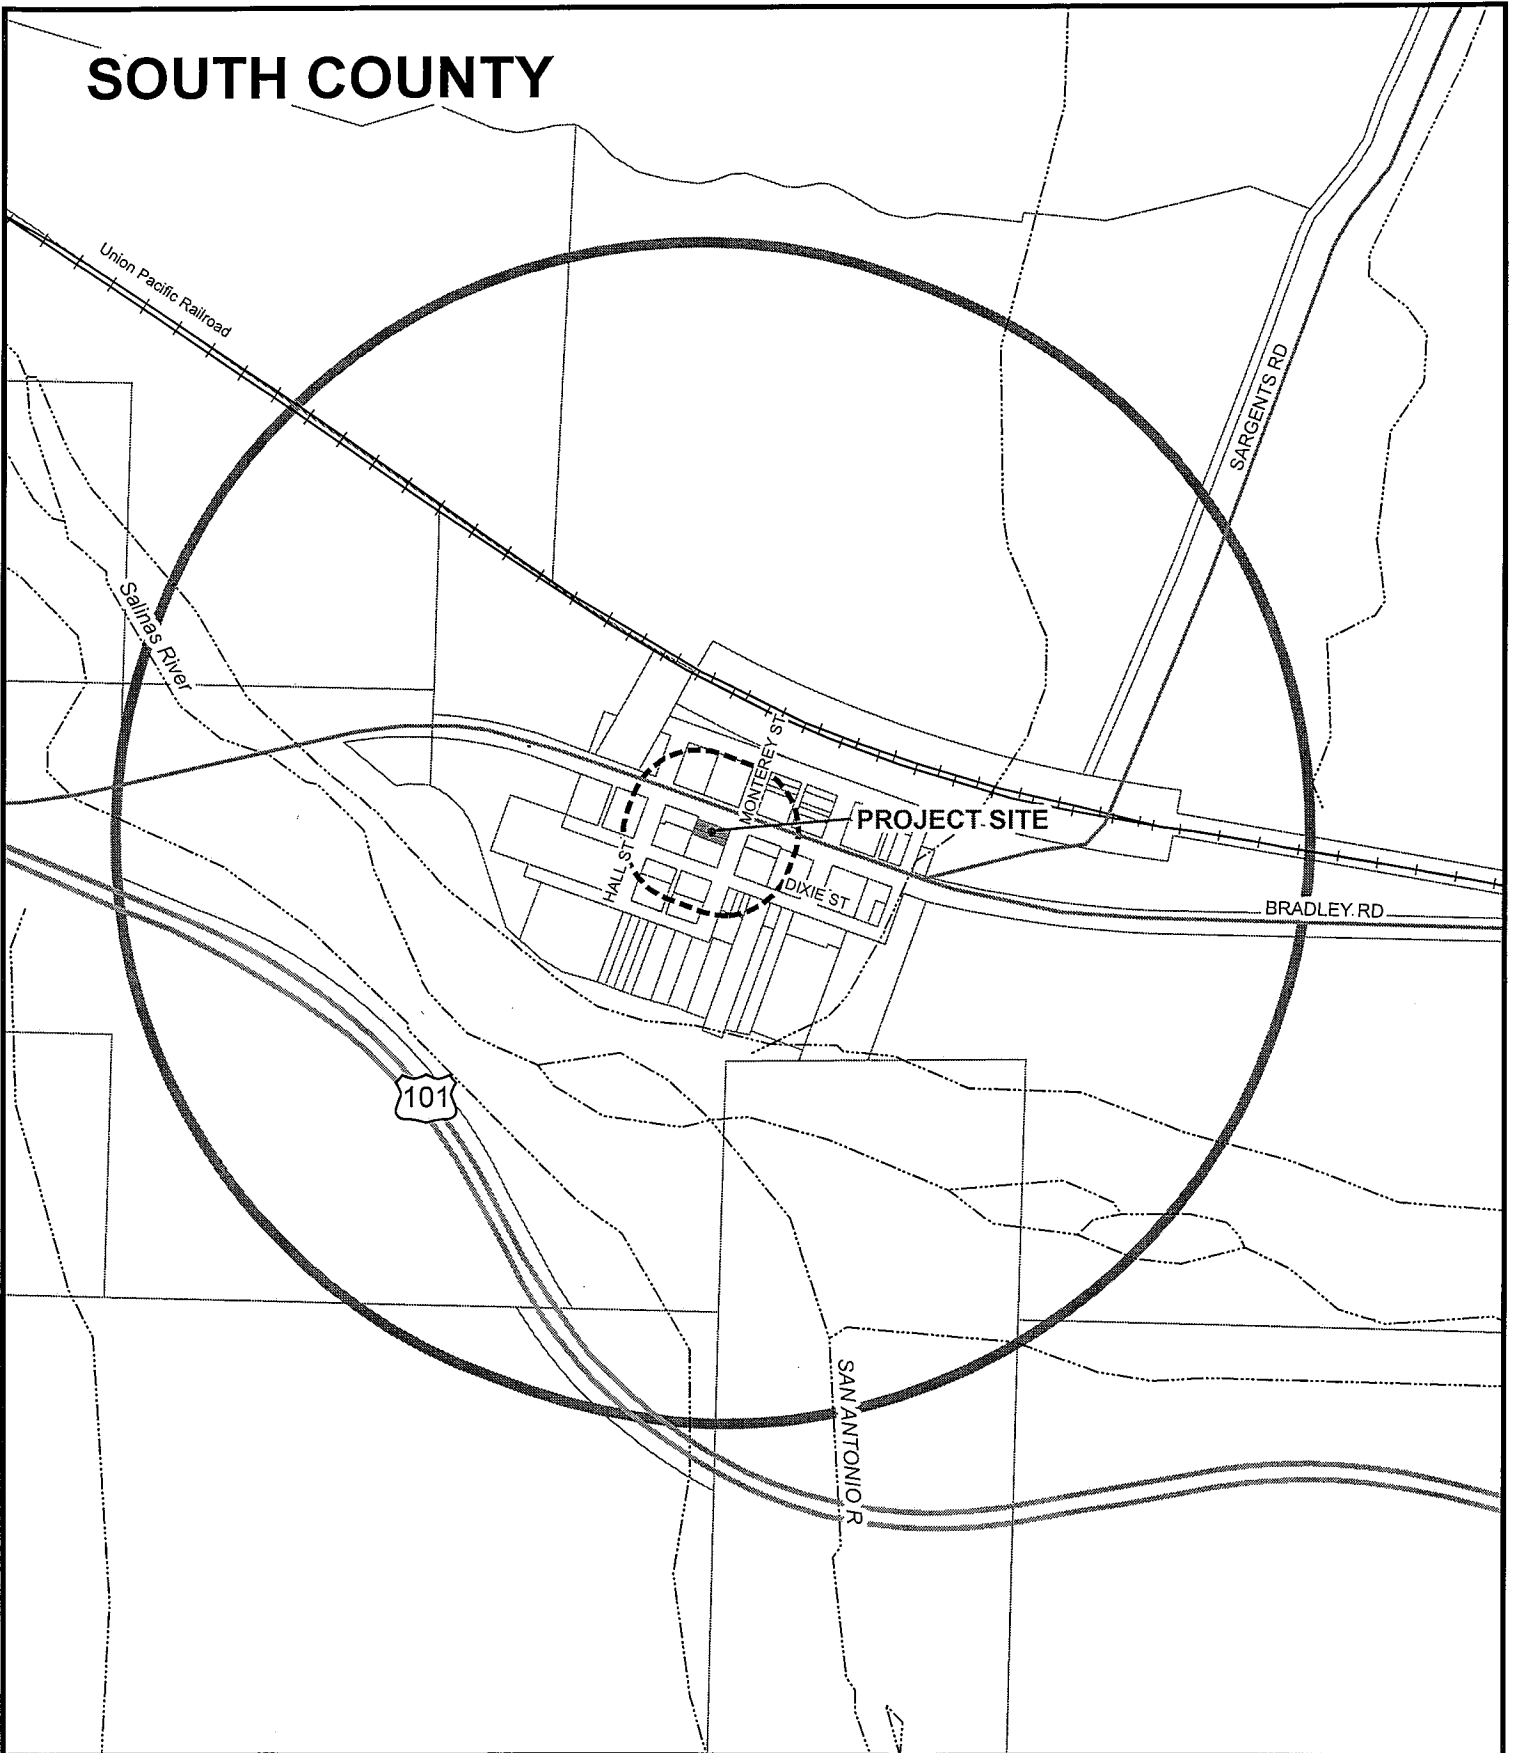 SOUTH COUNTY
Union Pacific Railroad
SARGENTS RD
Salinas River
MONTEREY ST
PROJECT SITE
HALL ST
DIXIE ST
BRADLEY RD
101
SAN ANTONIO R